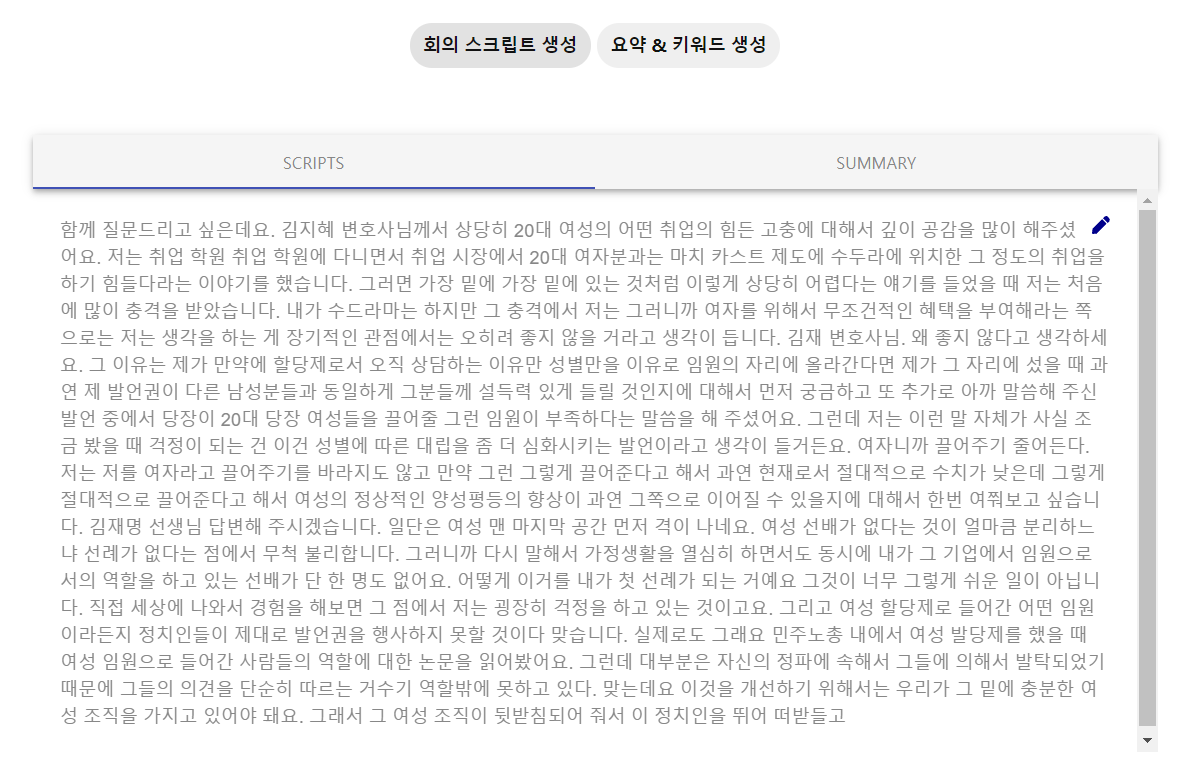 회의 스크립트 생성
요약 & 키워드 생성
SCRIPTS
SUMMARY
함께 질문드리고 싶은데요. 김지혜 변호사님께서 상당히 20대 여성의 어떤 취업의 힘든 고충에 대해서 깊이 공감을 많이 해주셨
어요. 저는 취업 학원 취업 학원에 다니면서 취업 시장에서 20대 여자분과는 마치 카스트 제도에 수두라에 위치한 그 정도의 취업을
하기 힘들다라는 이야기를 했습니다. 그러면 가장 밑에 가장 밑에 있는 것처럼 이렇게 상당히 어렵다는 얘기를 들었을 때 저는 처음
에 많이 충격을 받았습니다. 내가 수드라마는 하지만 그 충격에서 저는 그러니까 여자를 위해서 무조건적인 혜택을 부여해라는 쪽
으로는 저는 생각을 하는 게 장기적인 관점에서는 오히려 좋지 않을 거라고 생각이 듭니다. 김재 변호사님. 왜 좋지 않다고 생각하세
요. 그 이유는 제가 만약에 할당제로서 오직 상담하는 이유만 성별만을 이유로 임원의 자리에 올라간다면 제가 그 자리에 섰을 때 과
연 제 발언권이 다른 남성분들과 동일하게 그분들께 설득력 있게 들릴 것인지에 대해서 먼저 궁금하고 또 추가로 아까 말씀해 주신
발언 중에서 당장이 20대 당장 여성들을 끌어줄 그런 임원이 부족하다는 말씀을 해 주셨어요. 그런데 저는 이런 말 자체가 사실 조
금 봤을 때 걱정이 되는 건 이건 성별에 따른 대립을 좀 더 심화시키는 발언이라고 생각이 들거든요. 여자니까 끌어주기 줄어든다.
저는 저를 여자라고 끌어주기를 바라지도 않고 만약 그런 그렇게 끌어준다고 해서 과연 현재로서 절대적으로 수치가 낮은데 그렇게
절대적으로 끌어준다고 해서 여성의 정상적인 양성평등의 향상이 과연 그쪽으로 이어질 수 있을지에 대해서 한번 여쭤보고 싶습니
다. 김재명 선생님 답변해 주시겠습니다. 일단은 여성 맨 마지막 공간 먼저 격이 나네요. 여성 선배가 없다는 것이 얼마큼 분리하느
냐 선례가 없다는 점에서 무척 불리합니다. 그러니까 다시 말해서 가정생활을 열심히 하면서도 동시에 내가 그 기업에서 임원으로
서의 역할을 하고 있는 선배가 단 한 명도 없어요. 어떻게 이거를 내가 첫 선례가 되는 거예요 그것이 너무 그렇게 쉬운 일이 아닙니
다. 직접 세상에 나와서 경험을 해보면 그 점에서 저는 굉장히 걱정을 하고 있는 것이고요. 그리고 여성 할당제로 들어간 어떤 임원
이라든지 정치인들이 제대로 발언권을 행사하지 못할 것이다 맞습니다. 실제로도 그래요 민주노총 내에서 여성 발당제를 했을 때
여성 임원으로 들어간 사람들의 역할에 대한 논문을 읽어봤어요. 그런데 대부분은 자신의 정파에 속해서 그들에 의해서 발탁되었기
때문에 그들의 의견을 단순히 따르는 거수기 역할밖에 못하고 있다. 맞는데요 이것을 개선하기 위해서는 우리가 그 밑에 충분한 여
성 조직을 가지고 있어야 돼요. 그래서 그 여성 조직이 뒷받침되어 줘서 이 정치인을 뛰어 떠받들고